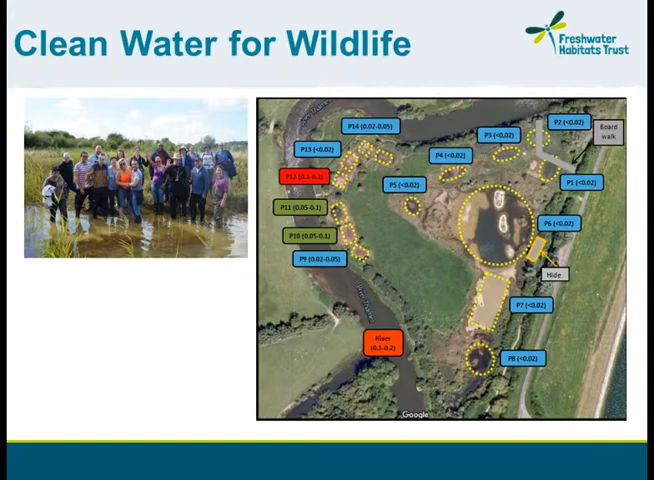 Clean Water for Wildlife
Freshwater
Habitats Trust
P14 (0.02-0.05)
P13 (<0.02)
P12 (0.1-0.2)
P11 (0.05-0.1)
P10 (0.05-0.1)
P9 (0.02-0.05)
P5 (<0.02)
P4 (<0.02)
P3 (<0.02)
P2 (<0.02)
Board
walk
P1 (<0.02)
P6 (<0.02)
Hide
P7 (<0.02)
P8 (<0.02)
River
(0.1-0.2)
Google